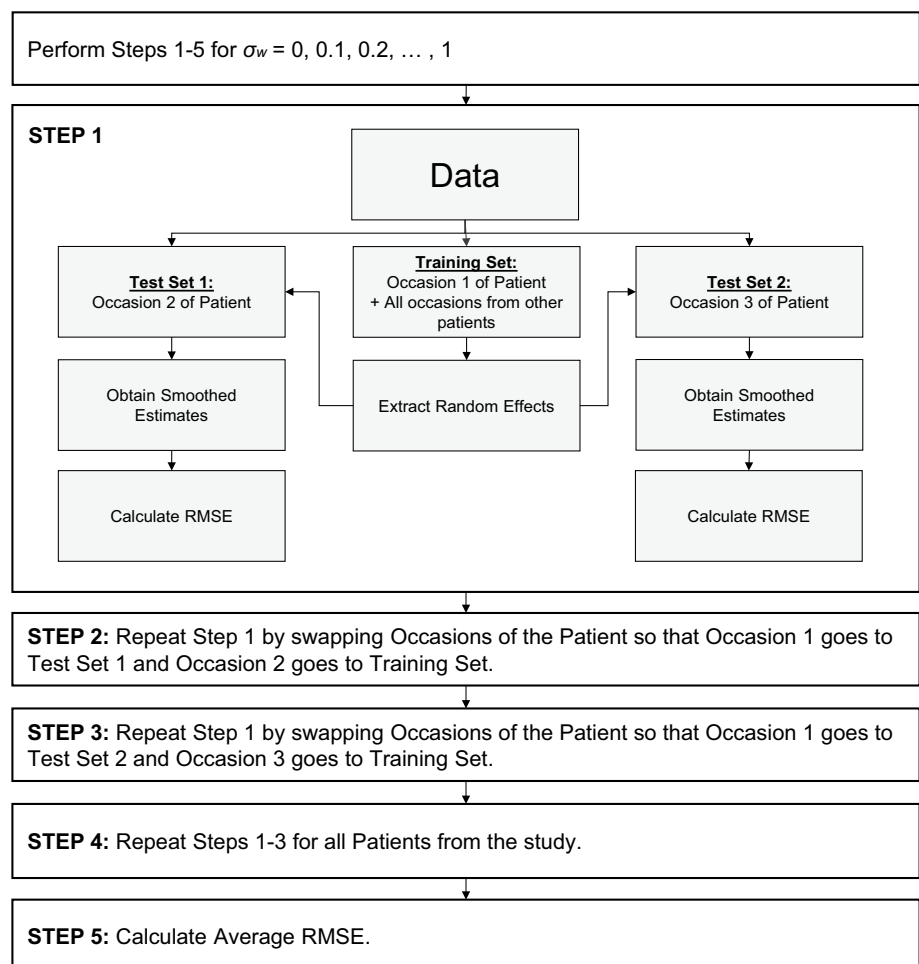 Perform Steps 1-5 for σw = 0, 0.1, 0.2, … , 1
STEP 1
Data
Test Set 1:
Occasion 2 of Patient
Training Set:
Occasion 1 of Patient
+ All occasions from other
patients
Test Set 2:
Occasion 3 of Patient
Obtain Smoothed
Estimates
Extract Random Effects
Obtain Smoothed
Estimates
Calculate RMSE
Calculate RMSE
STEP 2: Repeat Step 1 by swapping Occasions of the Patient so that Occasion 1 goes to
Test Set 1 and Occasion 2 goes to Training Set.
STEP 3: Repeat Step 1 by swapping Occasions of the Patient so that Occasion 1 goes to
Test Set 2 and Occasion 3 goes to Training Set.
STEP 4: Repeat Steps 1-3 for all Patients from the study.
STEP 5: Calculate Average RMSE.